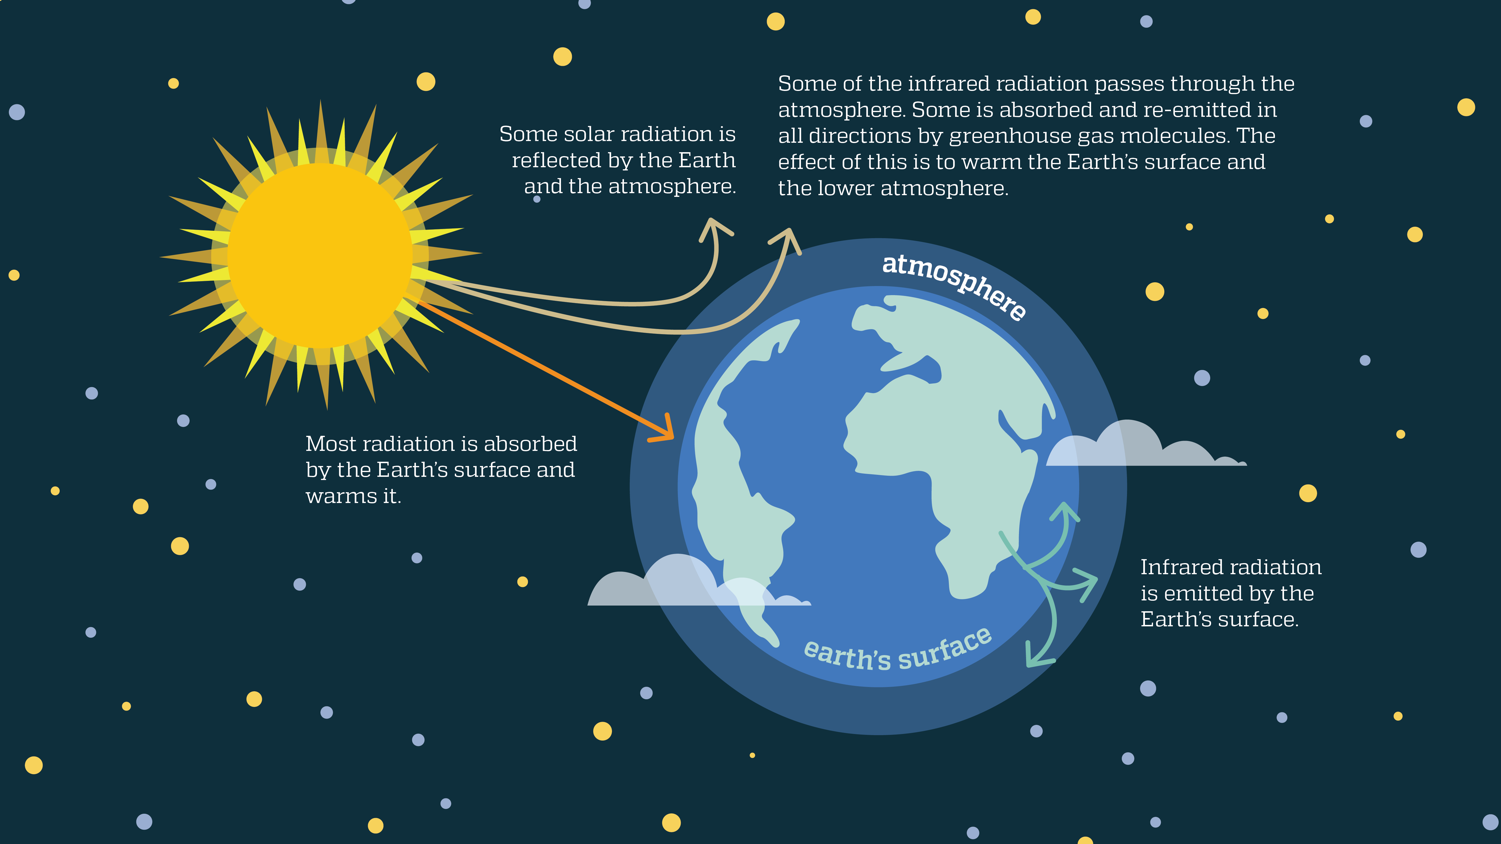 Some solar radiation is
reflected by the Earth
and the atmosphere.
Some of the infrared radiation passes through the
atmosphere. Some is absorbed and re-emitted in
all directions by greenhouse gas molecules. The
effect of this is to warm the Earth's surface and
the lower atmosphere.
atmosphere
Most radiation is absorbed
by the Earth's surface and
warms it.
Infrared radiation
is emitted by the
Earth's surface.
earth's surface